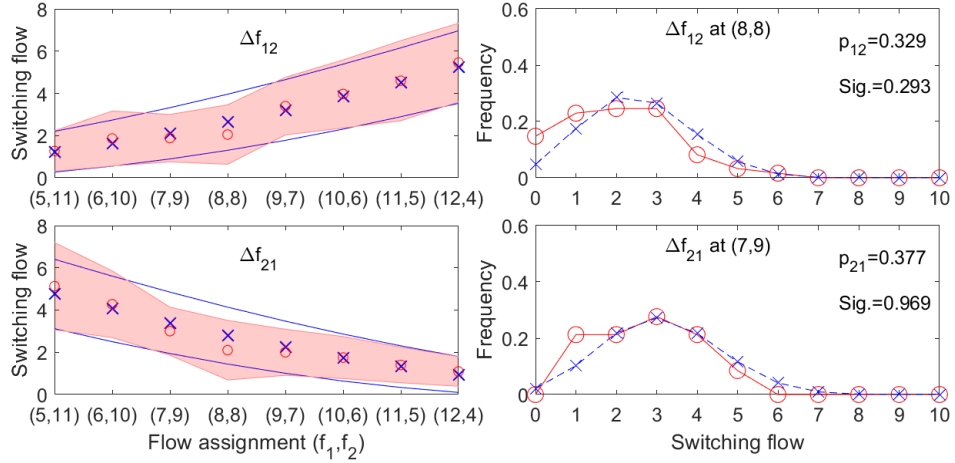 8
6
4
2
0
Switching flow
Δf12
(5,11) (6,10) (7,9) (8,8) (9,7) (10,6) (11,5) (12,4)
0.6
0.4
0.2
0
Frequency
Δf12 at (8,8)
p12=0.329
Sig.=0.293
0 1 2 3 4 5 6 7 8 9 10
8
6
4
2
0
Switching flow
Δf21
(5,11) (6,10) (7,9) (8,8) (9,7) (10,6) (11,5) (12,4)
Flow assignment (f1,f2)
0.6
0.4
0.2
0
Frequency
Δf21 at (7,9)
p21=0.377
Sig.=0.969
0 1 2 3 4 5 6 7 8 9 10
Switching flow